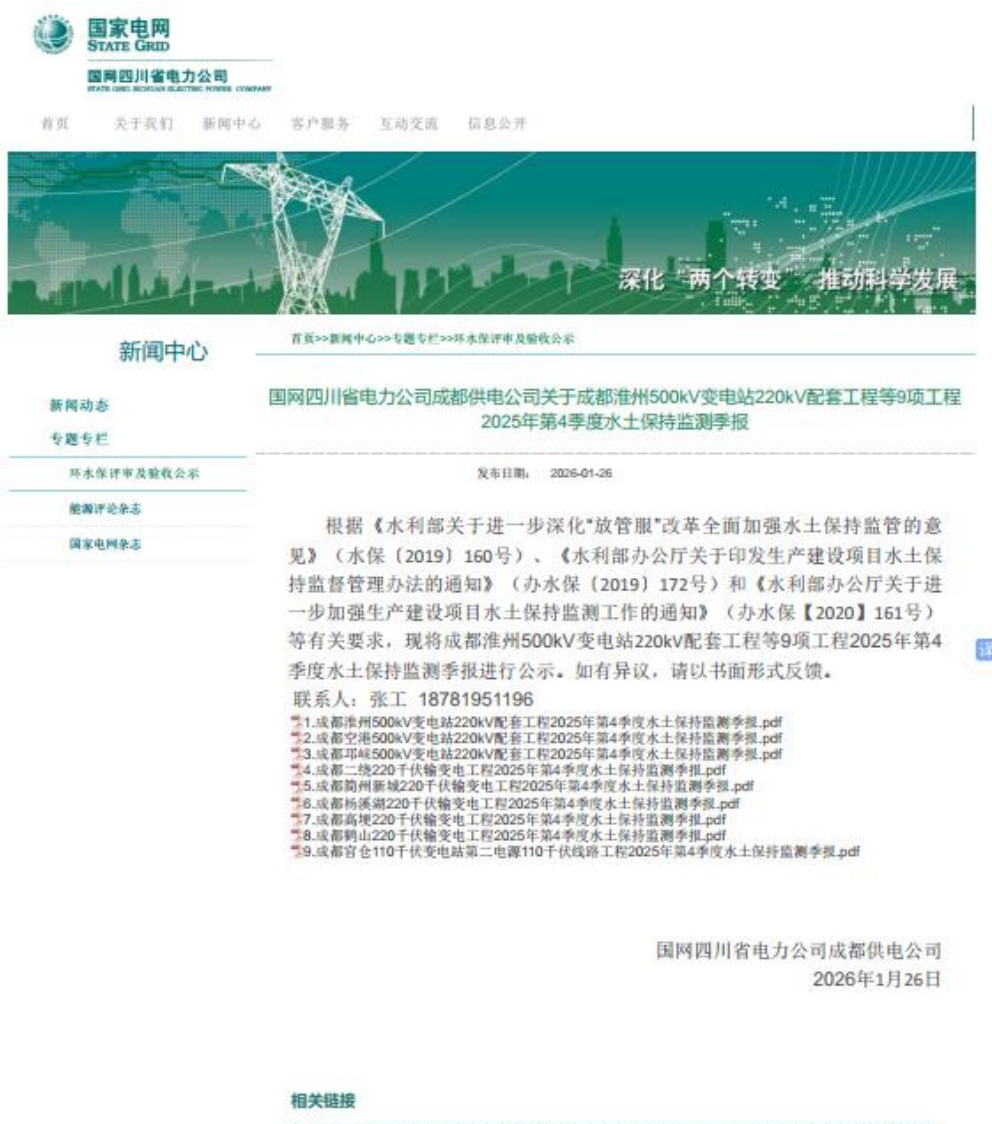 国家电网
STATE GRID
国网四川省电力公司
STATE GRID SICHUAN ELECTRIC POWER COMPANY
首页 关于我们 新闻中心 客户服务 互动交流 信息公开
深化“两个转变” 推动科学发展
新闻中心
首页>>新闻中心>>专题专栏>>环水保评审及验收公示
新闻动态
专题专栏
环水保评审及验收公示
能源评论杂志
国家电网杂志
国网四川省电力公司成都供电公司关于成都淮州500kV变电站220kV配套工程等9项工程
2025年第4季度水土保持监测季报
发布日期: 2026-01-26
根据《水利部关于进一步深化“放管服”改革全面加强水土保持监管的意
见》（水保〔2019〕160号）、《水利部办公厅关于印发生产建设项目水土保
持监督管理办法的通知》（办水保〔2019〕172号）和《水利部办公厅关于进
一步加强生产建设项目水土保持监测工作的通知》（办水保【2020】161号）
等有关要求，现将成都淮州500kV变电站220kV配套工程等9项工程2025年第4
季度水土保持监测季报进行公示。如有异议，请以书面形式反馈。
联系人：张工 18781951196
1.成都淮州500kV变电站220kV配套工程2025年第4季度水土保持监测季报.pdf
2.成都空港500kV变电站220kV配套工程2025年第4季度水土保持监测季报.pdf
3.成都邛崃500kV变电站220kV配套工程2025年第4季度水土保持监测季报.pdf
4.成都二绕220千伏输变电工程2025年第4季度水土保持监测季报.pdf
5.成都简州新城220千伏输变电工程2025年第4季度水土保持监测季报.pdf
6.成都杨溪湖220千伏输变电工程2025年第4季度水土保持监测季报.pdf
7.成都高埂220千伏输变电工程2025年第4季度水土保持监测季报.pdf
8.成都鹤山220千伏输变电工程2025年第4季度水土保持监测季报.pdf
9.成都官仓110千伏变电站第二电源110千伏线路工程2025年第4季度水土保持监测季报.pdf
译
国网四川省电力公司成都供电公司
2026年1月26日
相关链接